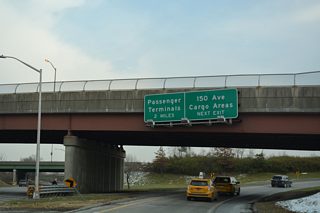 Passenger
Terminals
2 MILES
150 Ave
Cargo Areas
NEXT EXIT